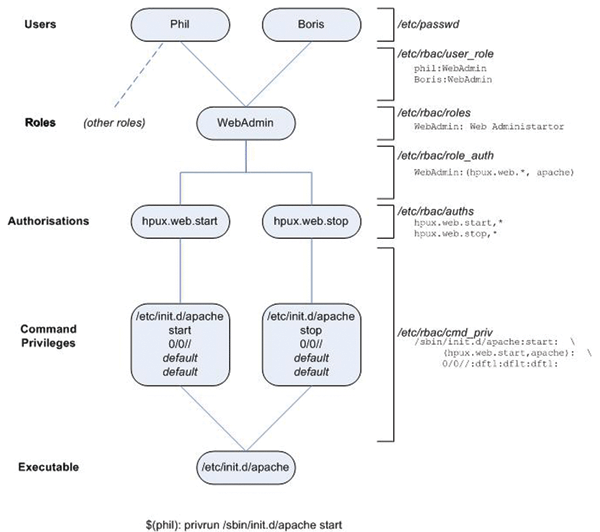 Users
Phil
Boris
/etc/passwd
/etc/rbac/user_role
phil:WebAdmin
Boris:WebAdmin
Roles
(other roles)
WebAdmin
/etc/rbac/roles
WebAdmin: Web Administartor
/etc/rbac/role_auth
WebAdmin:(hpux.web.*, apache)
Authorisations
hpux.web.start
hpux.web.stop
/etc/rbac/auths
hpux.web.start,*
hpux.web.stop,*
Command
Privileges
/etc/init.d/apache
start
0/0//
default
default
/etc/init.d/apache
stop
0/0//
default
default
/etc/rbac/cmd_priv
/sbin/init.d/apache:start: \
(hpux.web.start,apache): \
0/0//:dftl:dflt:dftl:
Executable
/etc/init.d/apache
$(phil): privrun /sbin/init.d/apache start